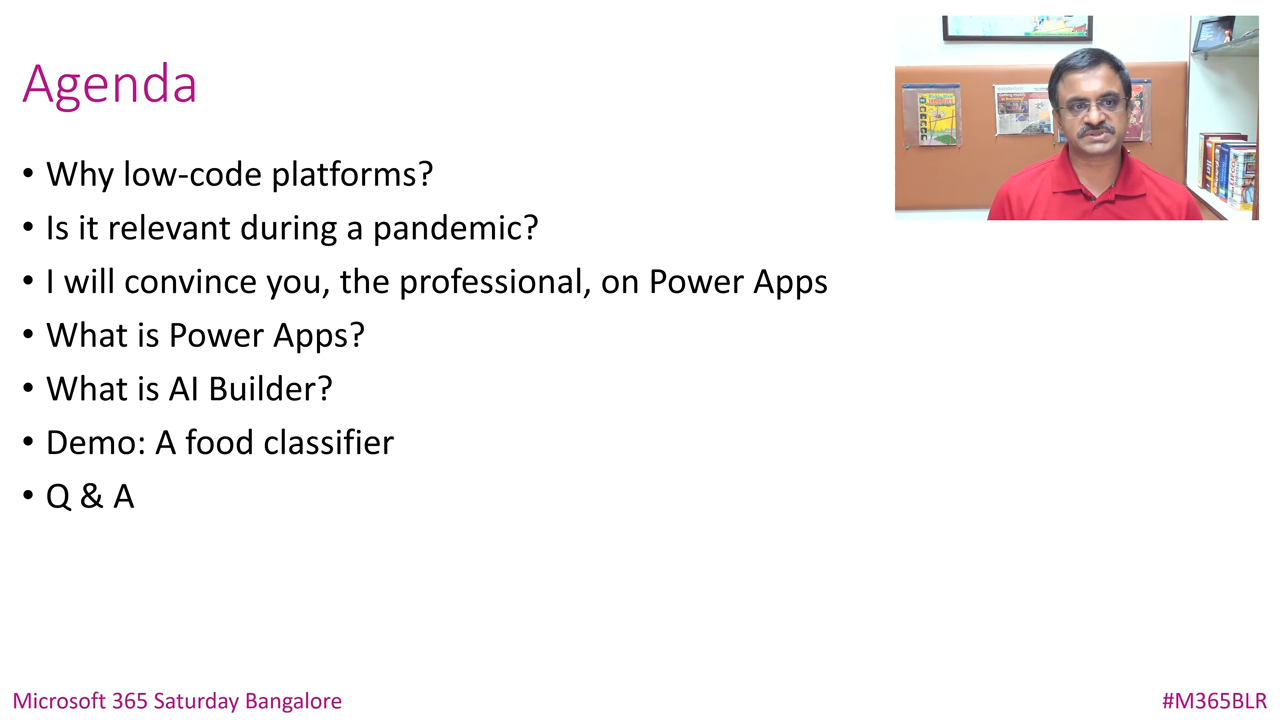 Agenda
• Why low-code platforms?
• Is it relevant during a pandemic?
• I will convince you, the professional, on Power Apps
• What is Power Apps?
• What is AI Builder?
• Demo: A food classifier
• Q & A
Microsoft 365 Saturday Bangalore
#M365BLR